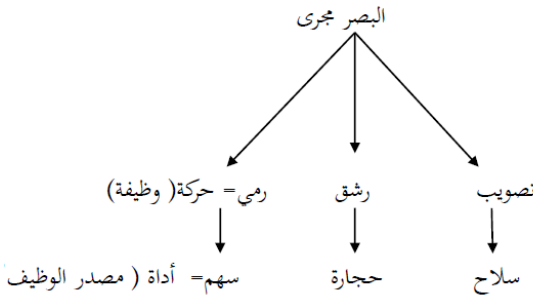 البصر مجرى
تصويب رشق رمي= حركة( وظيفة)
سلاح حجارة سهم= أداة ( مصدر الوظيف